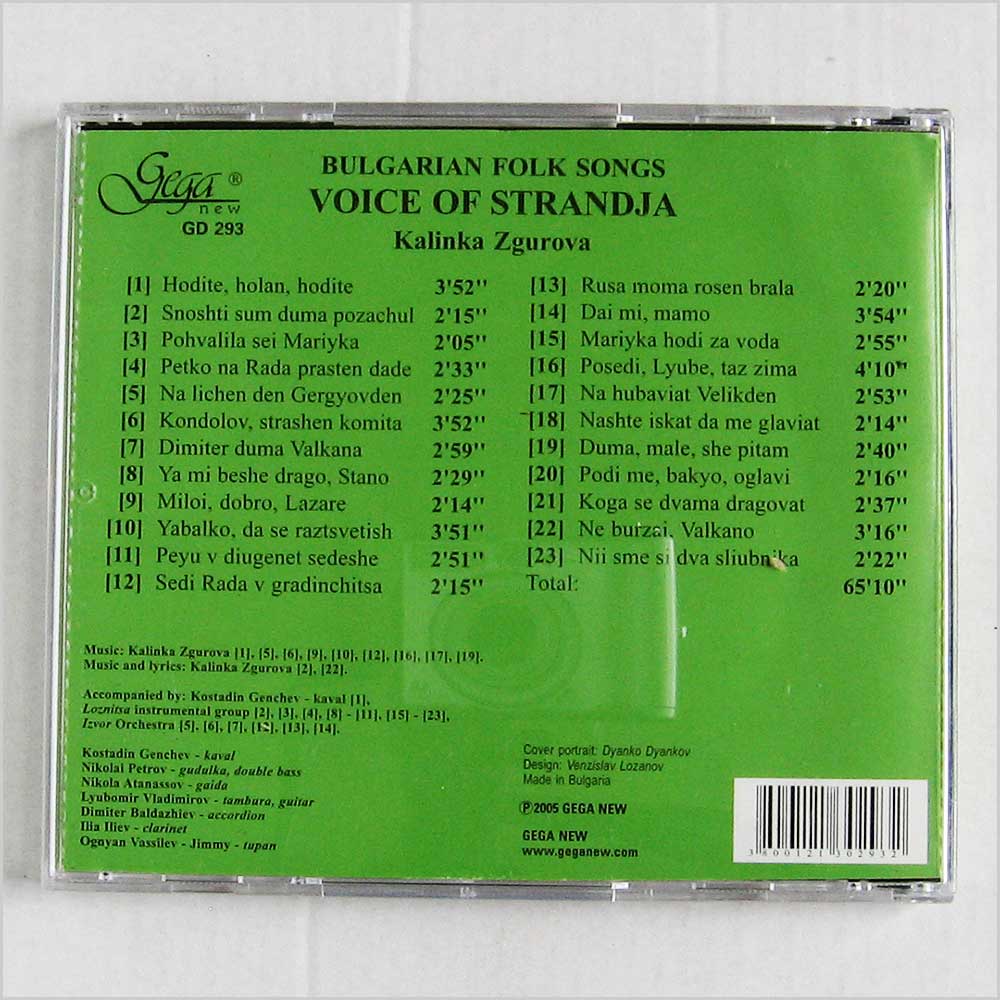 Gega ®
new
GD 293
BULGARIAN FOLK SONGS
VOICE OF STRANDJA
Kalinka Zgurova
[1] Hodite, holan, hodite 3'52''
[2] Snoshti sum duma pozachul 2'15''
[3] Pohvalila sei Mariyka 2'05''
[4] Petko na Rada prasten dade 2'33''
[5] Na lichen den Gergyovden 2'25''
[6] Kondolov, strashen komita 3'52''
[7] Dimiter duma Valkana 2'59''
[8] Ya mi beshe drago, Stano 2'29''
[9] Miloi, dobro, Lazare 2'14''
[10] Yabalko, da se raztsvetish 3'51''
[11] Peyu v diugenet sedeshe 2'51''
[12] Sedi Rada v gradinchitsa 2'15''
[13] Rusa moma rosen brala 2'20''
[14] Dai mi, mamo 3'54''
[15] Mariyka hodi za voda 2'55''
[16] Posedi, Lyube, taz zima 4'10''
[17] Na hubaviat Velikden 2'53''
[18] Nashte iskat da me glaviat 2'14''
[19] Duma, male, she pitam 2'40''
[20] Podi me, bakyo, oglavi 2'16''
[21] Koga se dvama dragovat 2'37''
[22] Ne burzai, Valkano 3'16''
[23] Nii sme si dva sliubnika 2'22''
Total: 65'10''
Music: Kalinka Zgurova [1], [5], [6], [9], [10], [12], [16], [17], [19].
Music and lyrics: Kalinka Zgurova [2], [22].
Accompanied by: Kostadin Genchev - kaval [1],
Loznitsa instrumental group [2], [3], [4], [8] - [11], [15] - [23],
Izvor Orchestra [5], [6], [7], [12], [13], [14].
Kostadin Genchev - kaval
Nikolai Petrov - gudulka, double bass
Nikola Atanassov - gaida
Lyubomir Vladimirov - tambura, guitar
Dimiter Baldazhiev - accordion
Ilia Iliev - clarinet
Ognyan Vassilev - Jimmy - tupan
Cover portrait: Dyanko Dyankov
Design: Venzislav Lozanov
Made in Bulgaria
℗2005 GEGA NEW
GEGA NEW
www.geganew.com
3 800121 302932